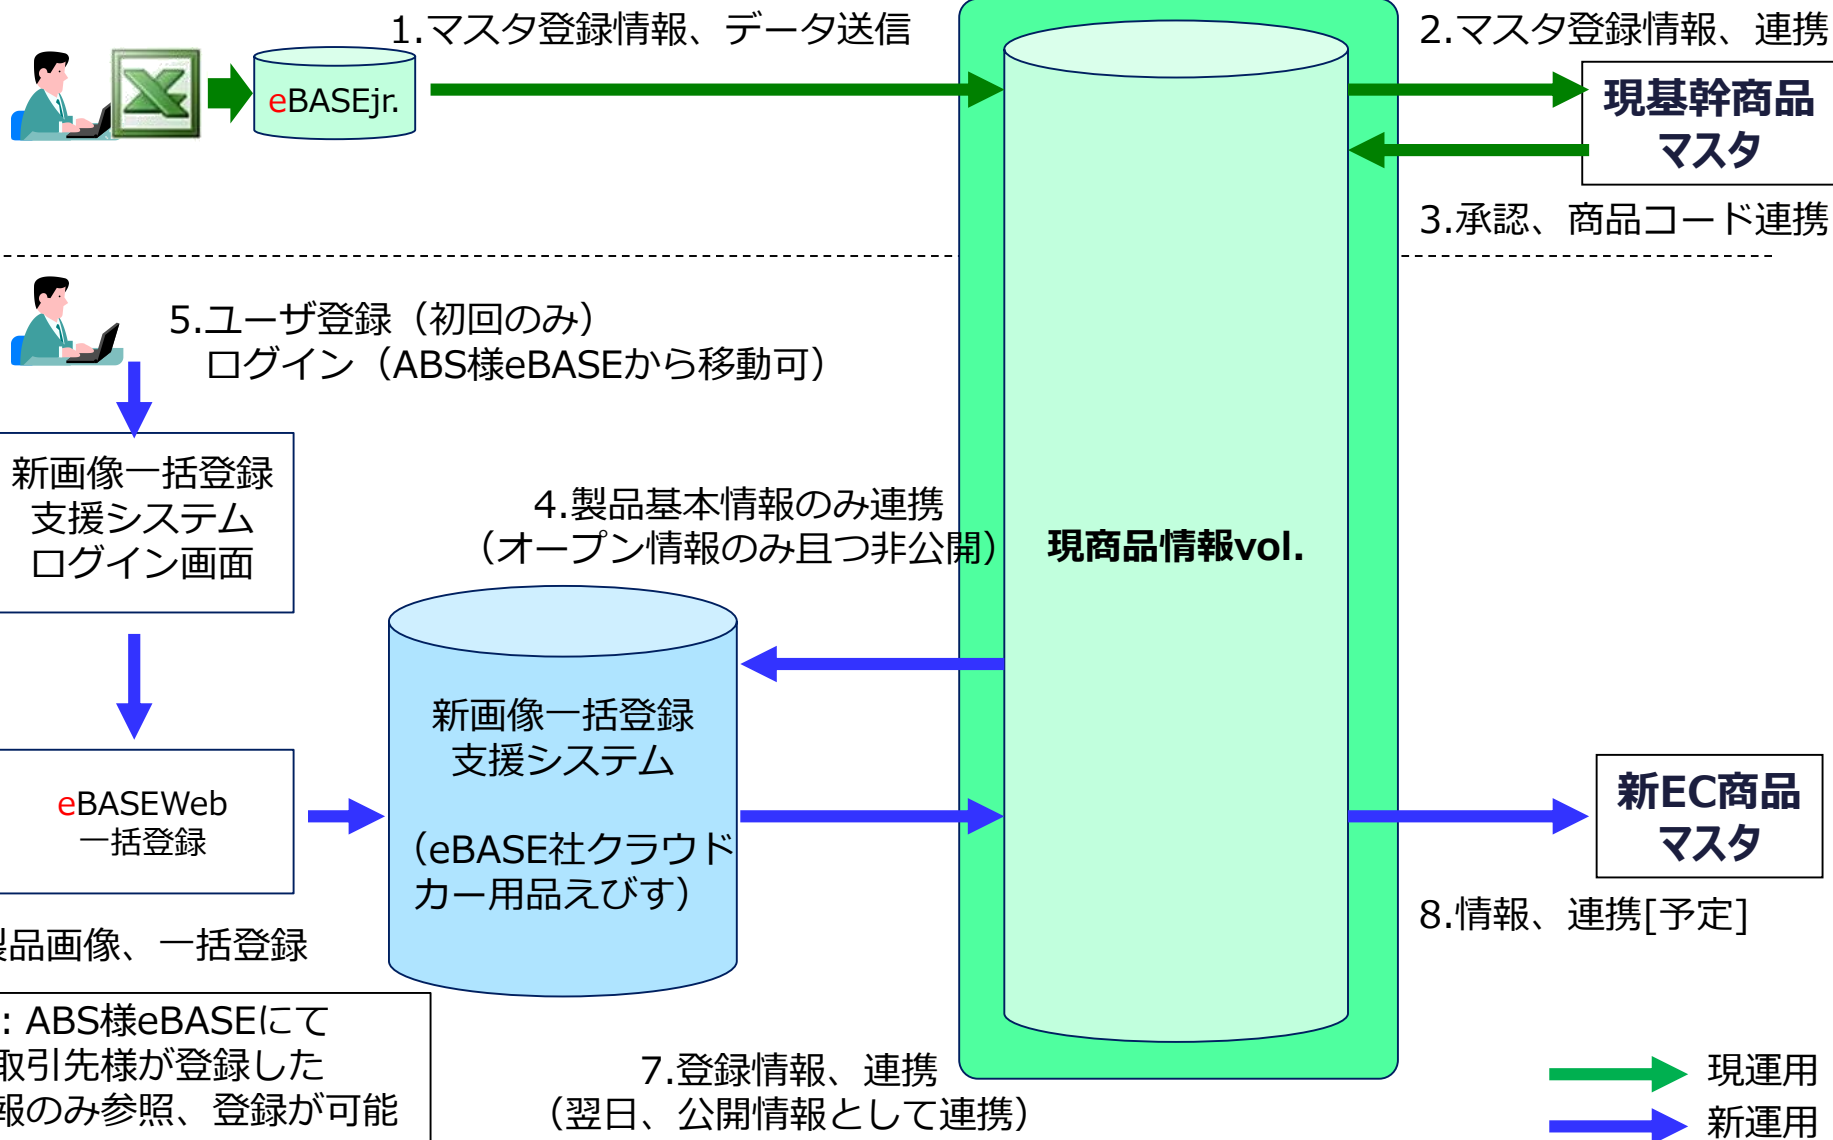 1.マスタ登録情報、データ送信
2.マスタ登録情報、連携
eBASEjr.
現基幹商品
マスタ
3.承認、商品コード連携
5.ユーザ登録（初回のみ）
ログイン（ABS様eBASEから移動可）
新画像一括登録
支援システム
ログイン画面
4.製品基本情報のみ連携
（オープン情報のみ且つ非公開）
現商品情報vol.
新画像一括登録
支援システム
（eBASE社クラウド
カー用品えびす）
eBASEWeb
一括登録
新EC商品
マスタ
8.情報、連携[予定]
製品画像、一括登録
: ABS様eBASEにて
取引先様が登録した
報のみ参照、登録が可能
7.登録情報、連携
（翌日、公開情報として連携）
現運用
新運用